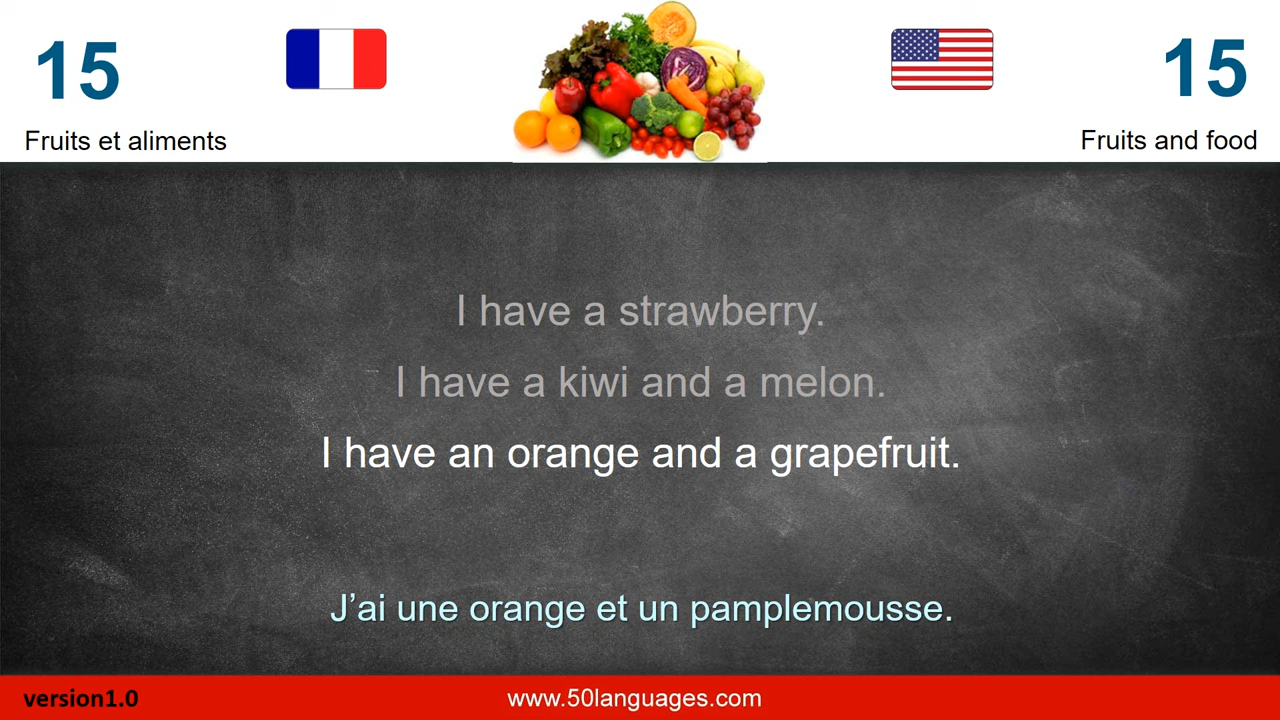 15
15
Fruits et aliments
Fruits and food
I have a strawberry.
I have a kiwi and a melon.
I have an orange and a grapefruit.
J’ai une orange et un pamplemousse.
version1.0
www.50languages.com